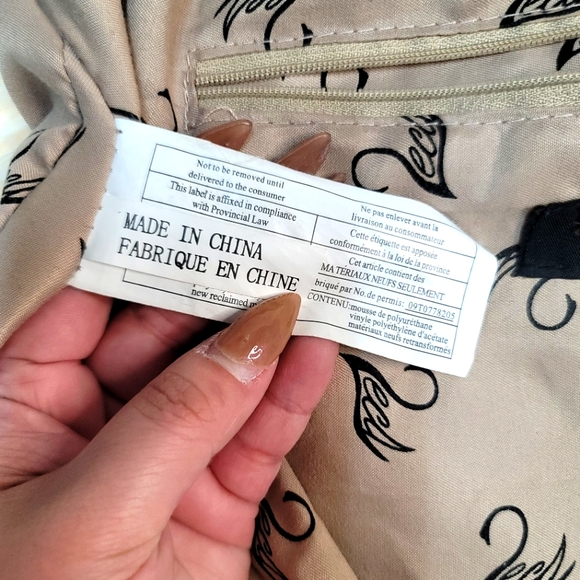 Not to be removed until
delivered to the consumer
This label is affixed in compliance
with Provincial Law
MADE IN CHINA
FABRIQUE EN CHINE
new reclaimed
Ne pas enlever avant la
livraison au consommateur
Cette étiquette est apposée
conformément à la loi de la province
Cet article contient des
MATÉRIAUX NEUFS SEULEMENT
briqué par No. de permis: 09T0778205
CONTENU:mousse de polyuréthane
vinyle polyéthylène d'acétate
matériaux neufs retransformés